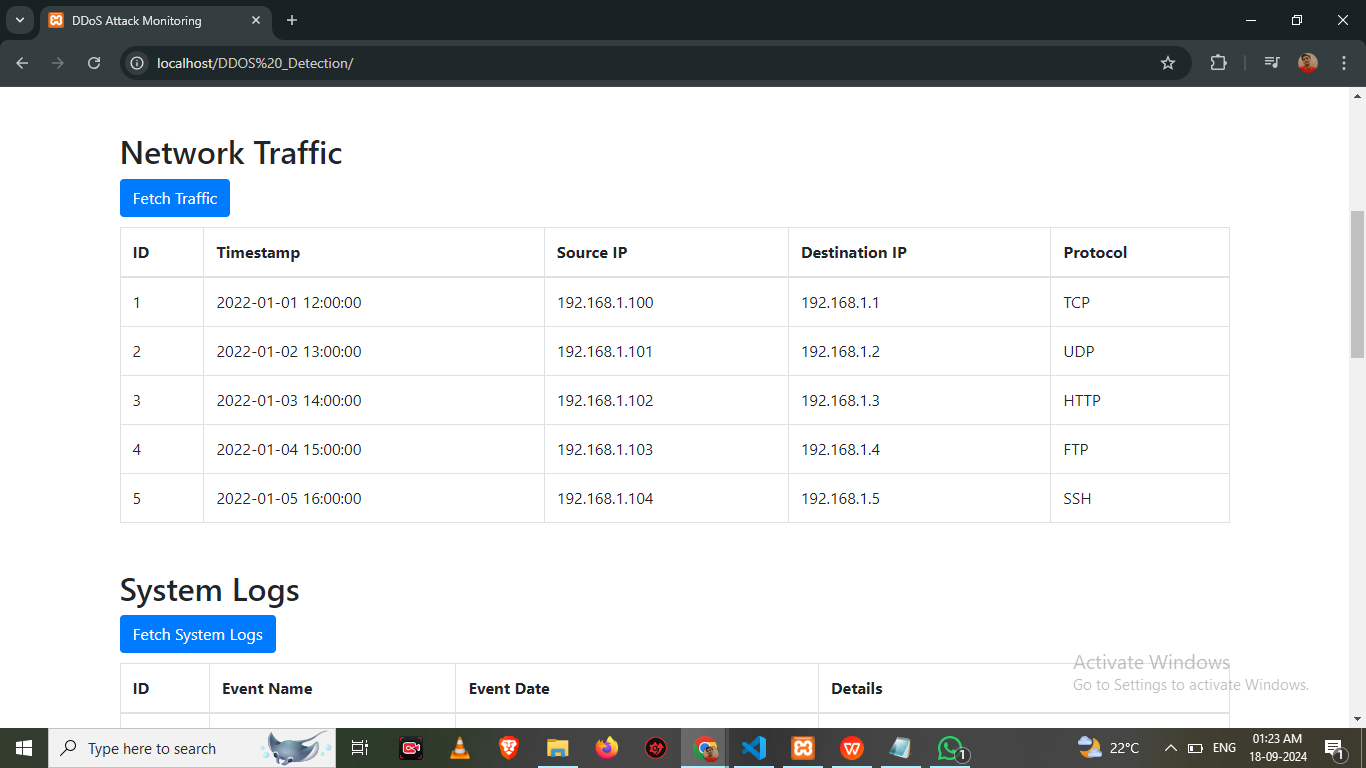 DDoS Attack Monitoring
localhost/DDOS%20_Detection/
Network Traffic
Fetch Traffic
ID Timestamp Source IP Destination IP Protocol
1 2022-01-01 12:00:00 192.168.1.100 192.168.1.1 TCP
2 2022-01-02 13:00:00 192.168.1.101 192.168.1.2 UDP
3 2022-01-03 14:00:00 192.168.1.102 192.168.1.3 HTTP
4 2022-01-04 15:00:00 192.168.1.103 192.168.1.4 FTP
5 2022-01-05 16:00:00 192.168.1.104 192.168.1.5 SSH
System Logs
Fetch System Logs
ID Event Name Event Date Details
Activate Windows
Go to Settings to activate Windows.
Type here to search
1
22°C
ENG
01:23 AM
18-09-2024
1